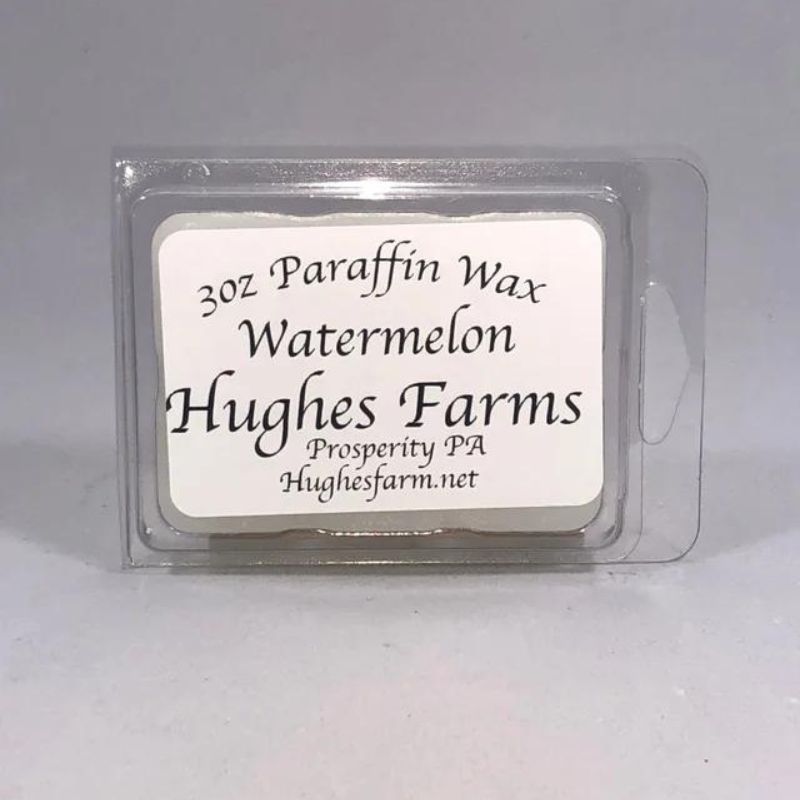 3oz Paraffin Wax
Watermelon
Hughes Farms
Prosperity PA
Hughesfarm.net